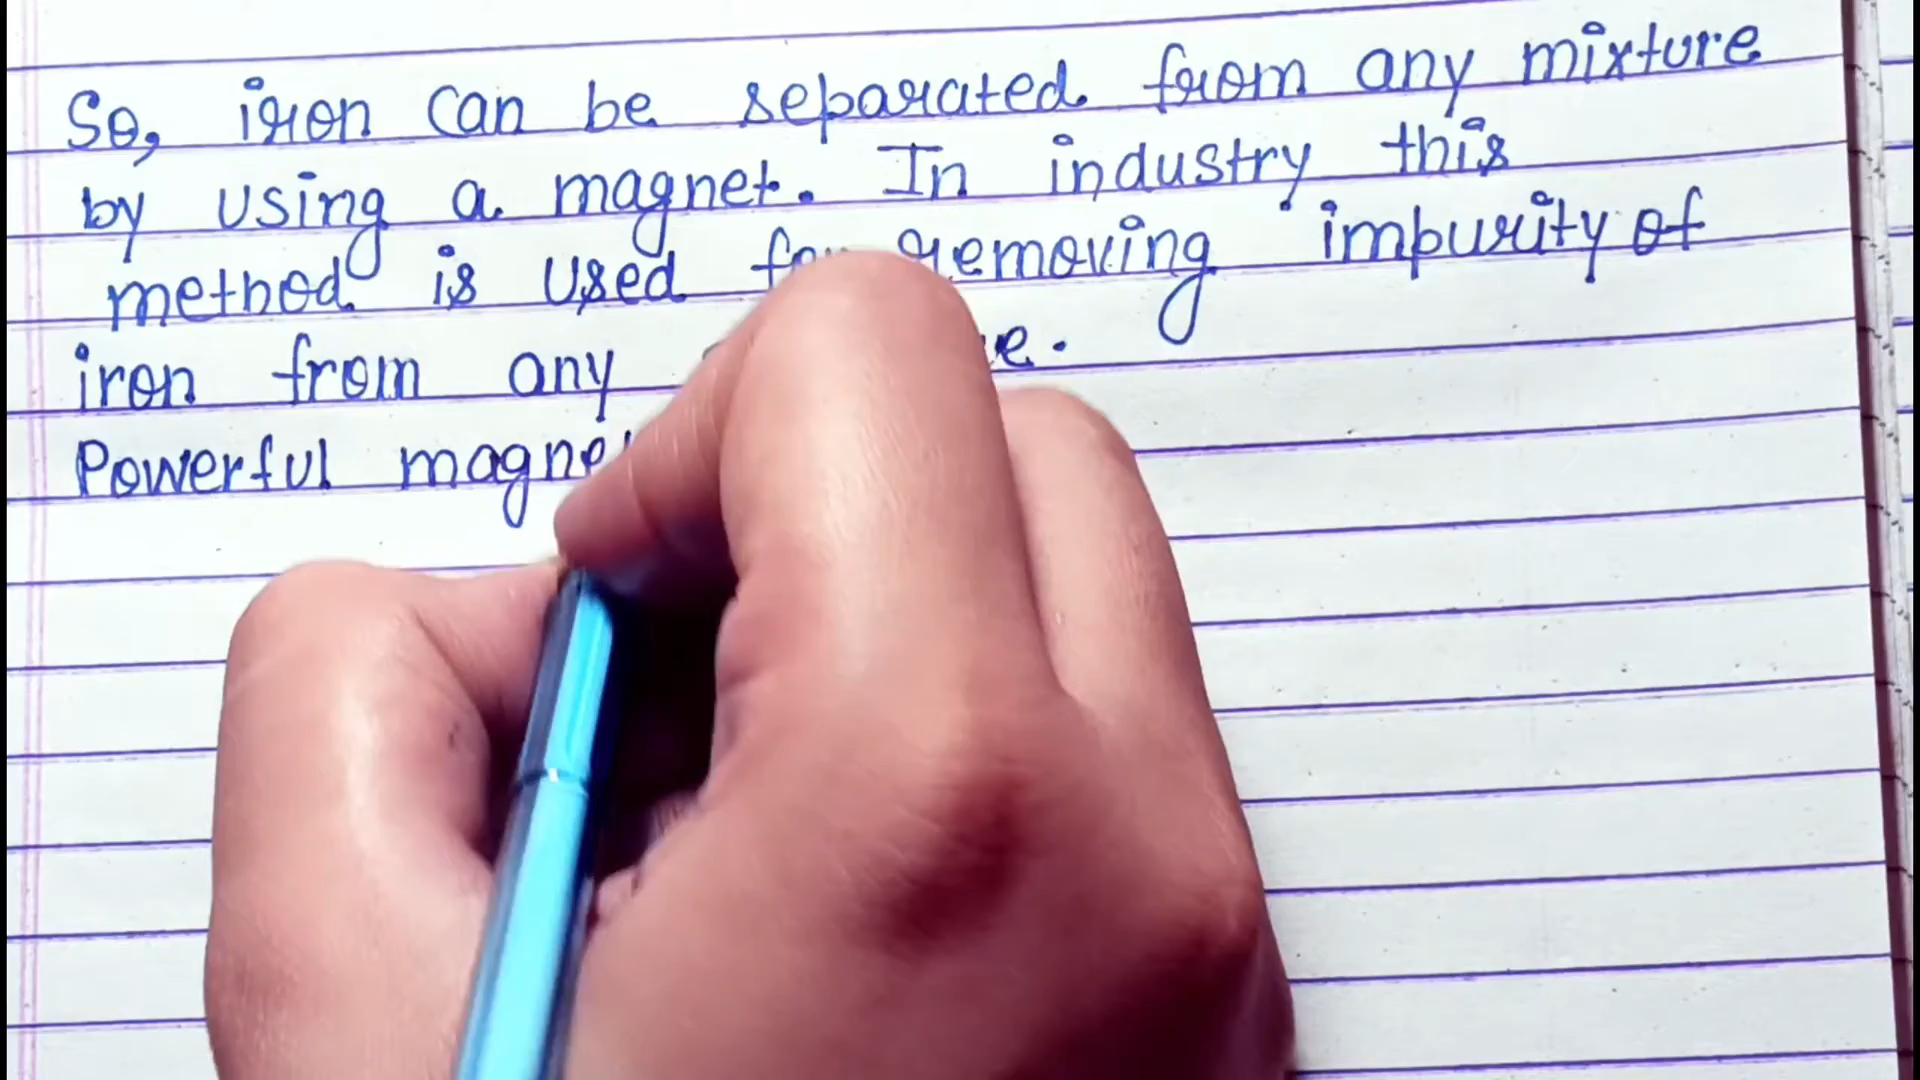 So, iron can be separated from any mixture
by using a magnet. In industry this
method is used for removing impurity of
iron from any
Powerful